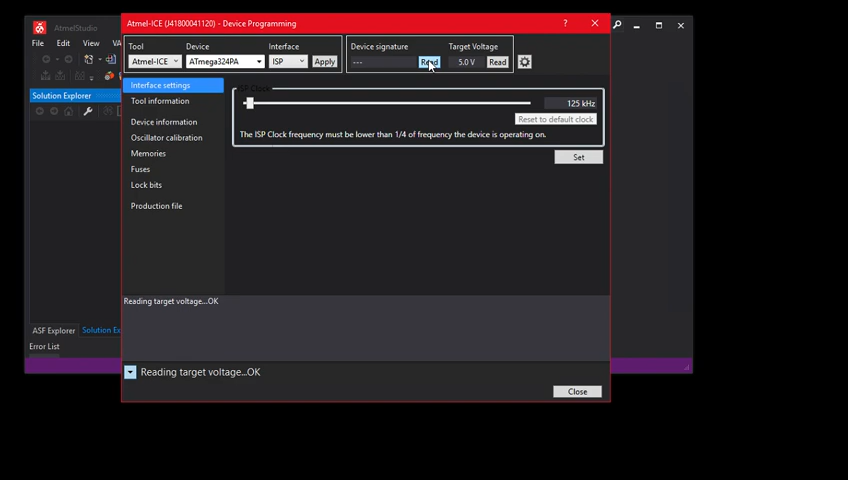 AtmelStudio
Atmel-ICE (J41800041120) - Device Programming
?
File Edit View
Tool Device Interface
Atmel-ICE ATmega324PA ISP Apply
Device signature Target Voltage
--- Read 5.0 V Read
Solution Explorer
Interface settings
Tool information
Device information
Oscillator calibration
Memories
Fuses
Lock bits
Production file
ISP Clock
125 kHz
Reset to default clock
The ISP Clock frequency must be lower than 1/4 of frequency the device is operating on.
Set
Reading target voltage...OK
ASF Explorer Solution Ex
Error List
Reading target voltage...OK
Close